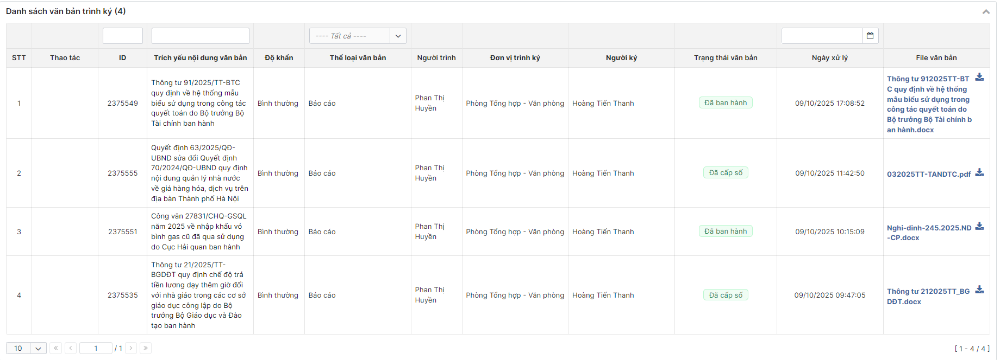 Danh sách văn bản trình ký (4)
---- Tất cả ----
STT Thao tác ID Trích yếu nội dung văn bản Độ khẩn Thể loại văn bản Người trình Đơn vị trình ký Người ký Trạng thái văn bản Ngày xử lý File văn bản
1
2375549
Thông tư 91/2025/TT-BTC
quy định về hệ thống mẫu
biểu sử dụng trong công tác
quyết toán do Bộ trưởng Bộ
Tài chính ban hành
Bình thường
Báo cáo
Phan Thị
Huyền
Phòng Tổng hợp - Văn phòng
Hoàng Tiến Thanh
Đã ban hành
09/10/2025 17:08:52
Thông tư 912025TT-BT
C quy định về hệ thống
mẫu biểu sử dụng trong
công tác quyết toán do
Bộ trưởng Bộ Tài chính b
an hành.docx
2
2375555
Quyết định 63/2025/QĐ-
UBND sửa đổi Quyết định
70/2024/QĐ-UBND quy định
nội dung quản lý nhà nước
về giá hàng hóa, dịch vụ trên
địa bàn Thành phố Hà Nội
Bình thường
Báo cáo
Phan Thị
Huyền
Phòng Tổng hợp - Văn phòng
Hoàng Tiến Thanh
Đã cấp số
09/10/2025 11:42:50
032025TT-TANDTC.pdf
3
2375551
Công văn 27831/CHQ-GSQL
năm 2025 về nhập khẩu vỏ
bình gas cũ đã qua sử dụng
do Cục Hải quan ban hành
Bình thường
Báo cáo
Phan Thị
Huyền
Phòng Tổng hợp - Văn phòng
Hoàng Tiến Thanh
Đã ban hành
09/10/2025 10:15:09
Nghi-dinh-245.2025.ND
-CP.docx
4
2375535
Thông tư 21/2025/TT-
BGDĐT quy định chế độ trả
tiền lương dạy thêm giờ đối
với nhà giáo trong các cơ sở
giáo dục công lập do Bộ
trưởng Bộ Giáo dục và Đào
tạo ban hành
Bình thường
Báo cáo
Phan Thị
Huyền
Phòng Tổng hợp - Văn phòng
Hoàng Tiến Thanh
Đã cấp số
09/10/2025 09:47:05
Thông tư 212025TT_BG
DĐT.docx
10 « ‹ 1 / 1 › » [ 1 - 4 / 4 ]